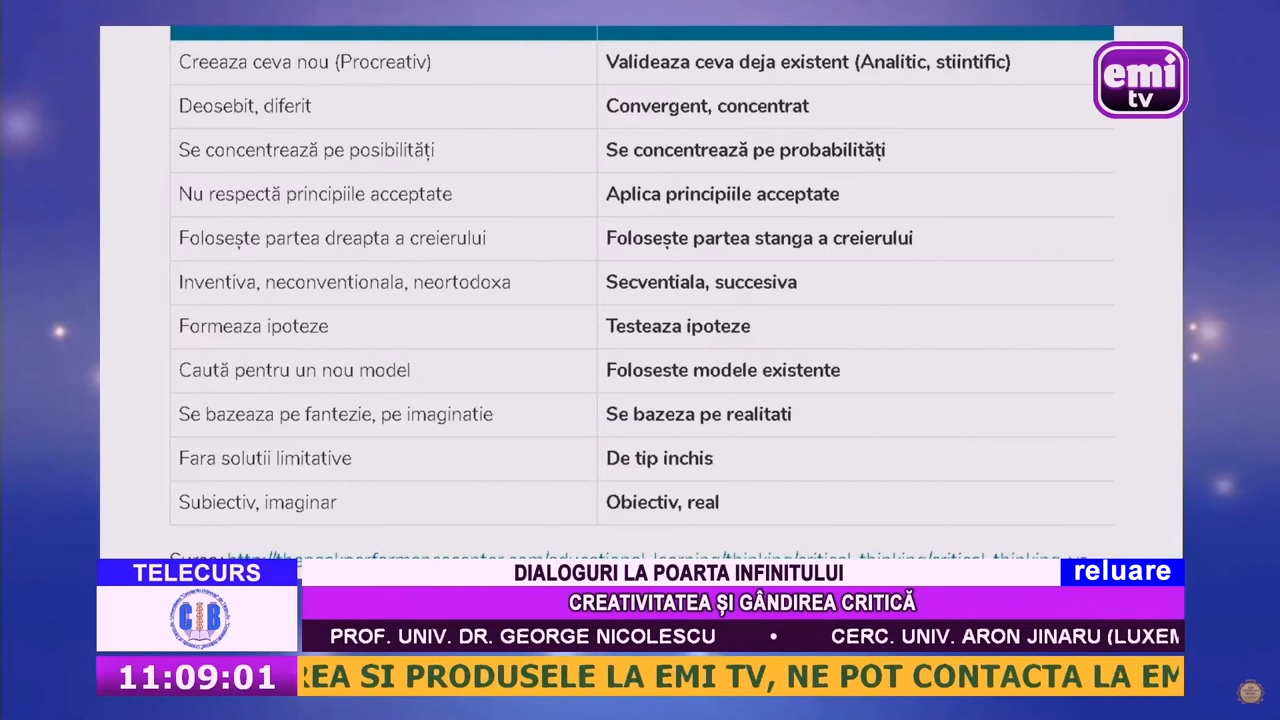 Creeaza ceva nou (Procreativ) Valideaza ceva deja existent (Analitic, stiintific)
Deosebit, diferit Convergent, concentrat
Se concentrează pe posibilități Se concentrează pe probabilități
Nu respectă principiile acceptate Aplica principiile acceptate
Folosește partea dreapta a creierului Folosește partea stanga a creierului
Inventiva, neconventionala, neortodoxa Secventiala, succesiva
Formeaza ipoteze Testeaza ipoteze
Caută pentru un nou model Foloseste modele existente
Se bazeaza pe fantezie, pe imaginatie Se bazeza pe realitati
Fara solutii limitative De tip inchis
Subiectiv, imaginar Obiectiv, real
emi
tv
TELECURS
DIALOGURI LA POARTA INFINITULUI
reluare
CREATIVITATEA ȘI GÂNDIREA CRITICĂ
CIB
PROF. UNIV. DR. GEORGE NICOLESCU • CERC. UNIV. ARON JINARU (LUXEM
11:09:01
REA SI PRODUSELE LA EMI TV, NE POT CONTACTA LA EM